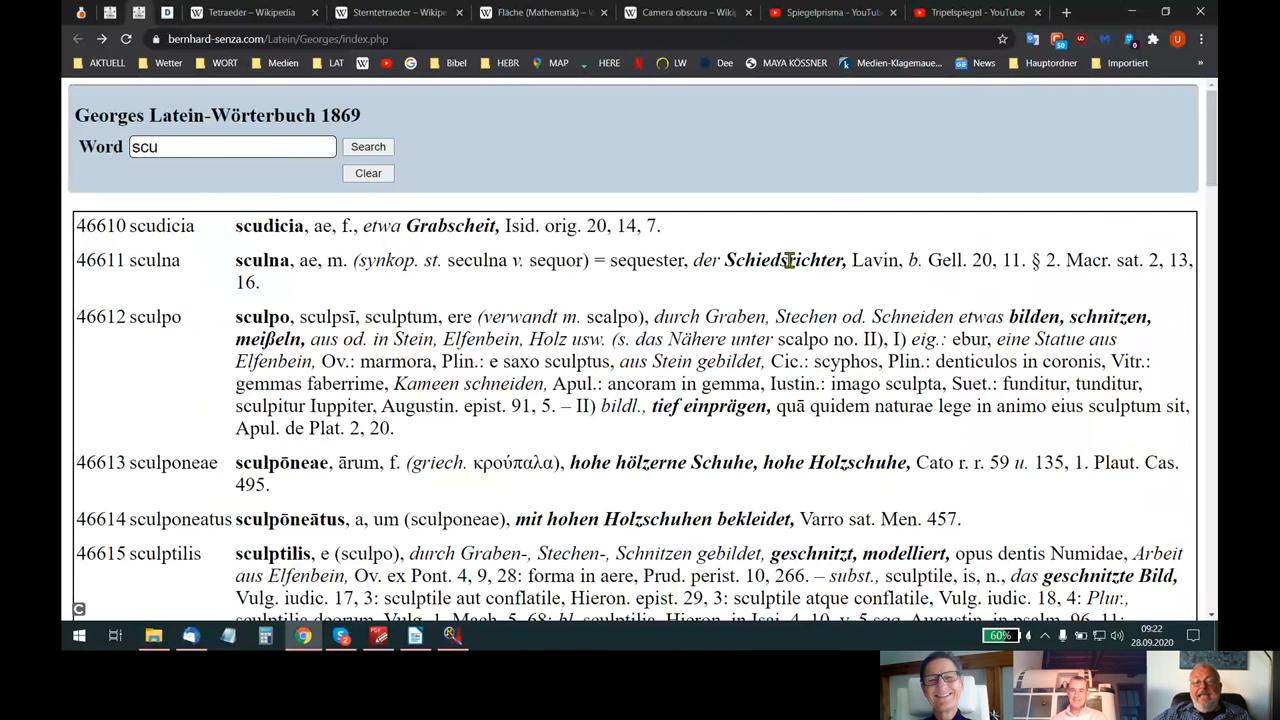 Tetraeder – Wikipedia
Sterntetraeder – Wikipe
Fläche (Mathematik) – W
Camera obscura – Wikipe
Spiegelprisma - YouTube
Tripelspiegel - YouTube
bernhard-senza.com/Latein/Georges/index.php
AKTUELL Wetter WORT Medien LAT Bibel HEBR MAP HERE LW Dee MAYA KÖSSNER Medien-Klagemaue... News Hauptordner Importiert »
Georges Latein-Wörterbuch 1869
Word scu Search
Clear
46610 scudicia scudicia, ae, f., etwa Grabscheit, Isid. orig. 20, 14, 7.
46611 sculna sculna, ae, m. (synkop. st. seculna v. sequor) = sequester, der Schiedsrichter, Lavin, b. Gell. 20, 11. § 2. Macr. sat. 2, 13,
16.
46612 sculpo sculpo, sculpsī, sculptum, ere (verwandt m. scalpo), durch Graben, Stechen od. Schneiden etwas bilden, schnitzen,
meißeln, aus od. in Stein, Elfenbein, Holz usw. (s. das Nähere unter scalpo no. II), I) eig.: ebur, eine Statue aus
Elfenbein, Ov.: marmora, Plin.: e saxo sculptus, aus Stein gebildet, Cic.: scyphos, Plin.: denticulos in coronis, Vitr.:
gemmas faberrime, Kameen schneiden, Apul.: ancoram in gemma, Iustin.: imago sculpta, Suet.: funditur, tunditur,
sculpitur Iuppiter, Augustin. epist. 91, 5. – II) bildl., tief einprägen, quā quidem naturae lege in animo eius sculptum sit,
Apul. de Plat. 2, 20.
46613 sculponeae sculpōneae, ārum, f. (griech. κρούπαλα), hohe hölzerne Schuhe, hohe Holzschuhe, Cato r. r. 59 u. 135, 1. Plaut. Cas.
495.
46614 sculponeatus sculpōneātus, a, um (sculponeae), mit hohen Holzschuhen bekleidet, Varro sat. Men. 457.
46615 sculptilis sculptilis, e (sculpo), durch Graben-, Stechen-, Schnitzen gebildet, geschnitzt, modelliert, opus dentis Numidae, Arbeit
aus Elfenbein, Ov. ex Pont. 4, 9, 28: forma in aere, Prud. perist. 10, 266. – subst., sculptile, is, n., das geschnitzte Bild,
Vulg. iudic. 17, 3: sculptile aut conflatile, Hieron. epist. 29, 3: sculptile atque conflatile, Vulg. iudic. 18, 4: Plur.,
60%
09:22
28.09.2020